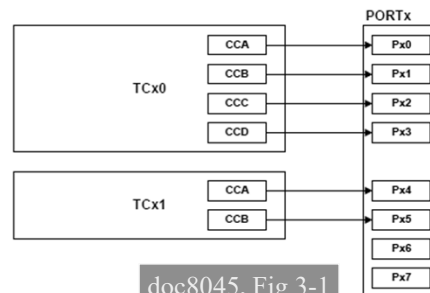 PORTx
CCA
Px0
CCB
Px1
TCx0
CCC
Px2
CCD
Px3
CCA
Px4
TCx1
CCB
Px5
Px6
doc8045, Fig 3-1
Px7